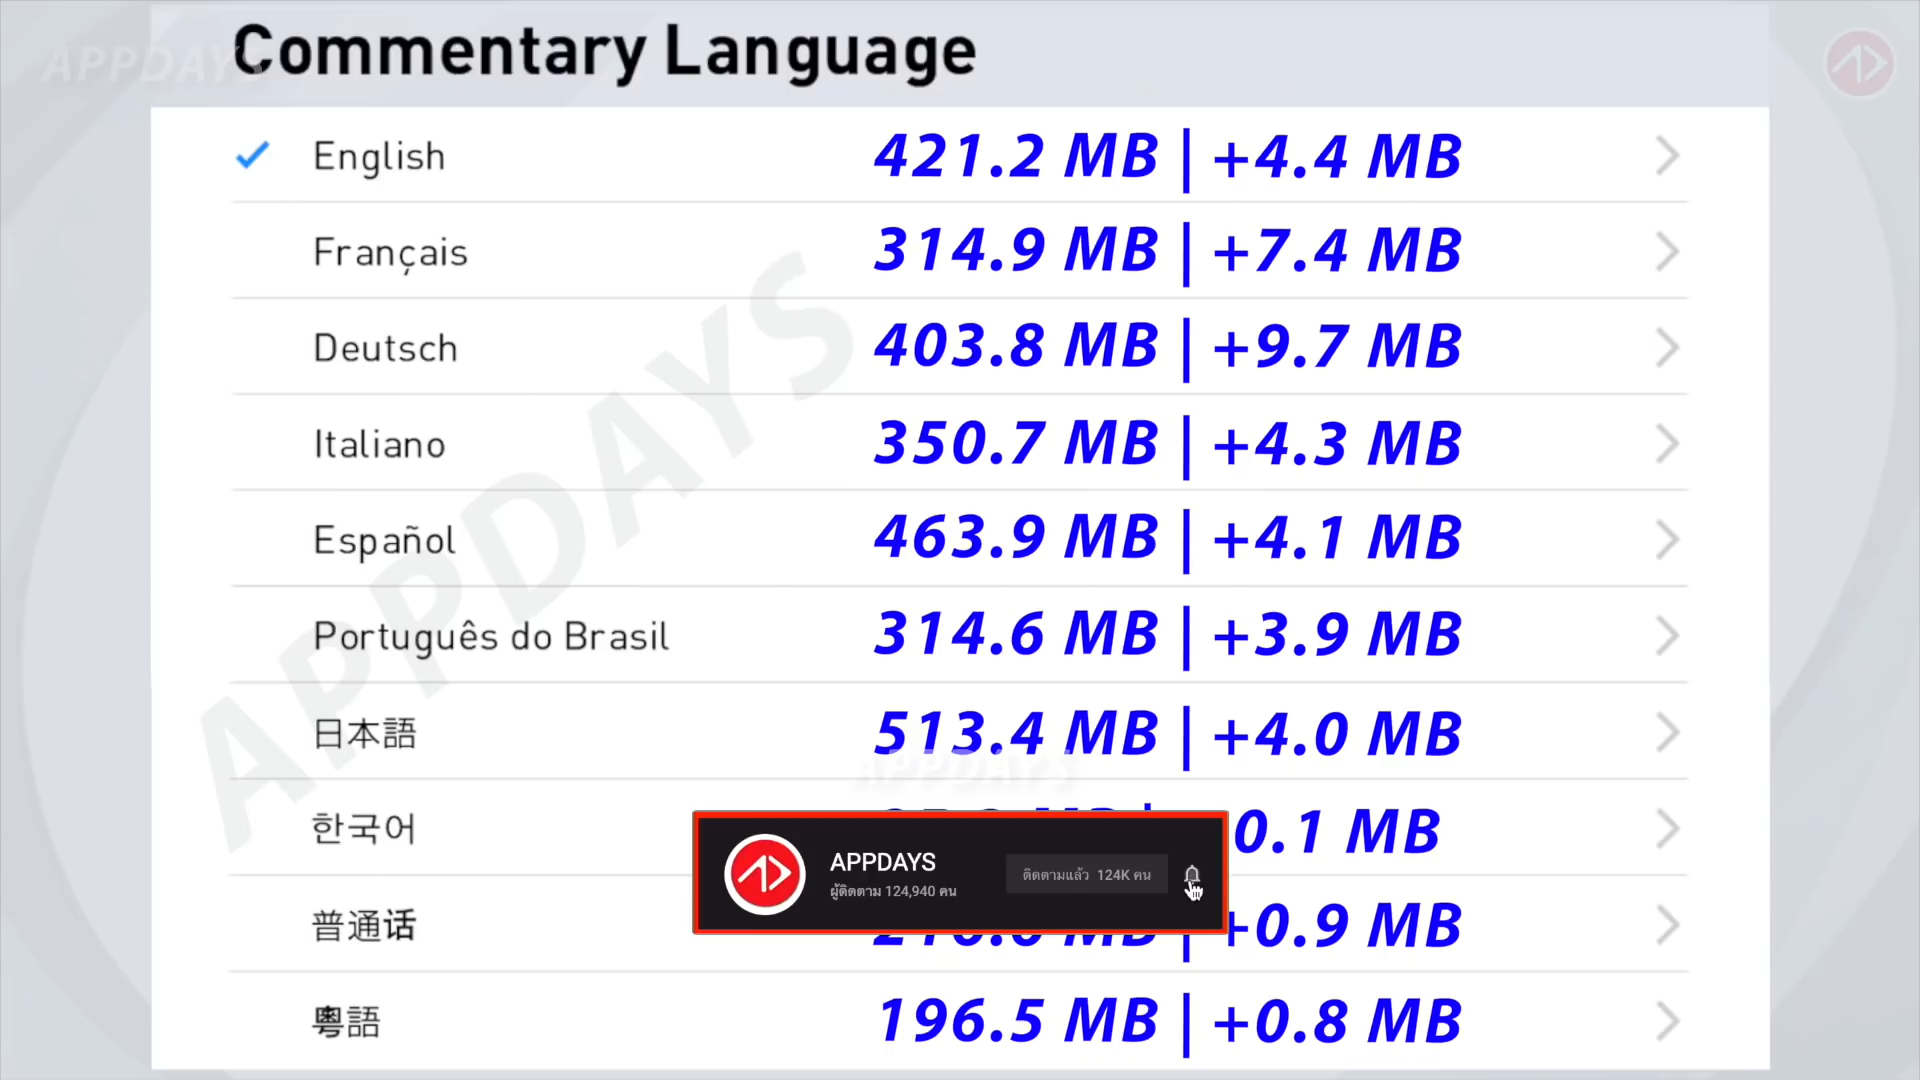 Commentary Language
APPDAYS
English 421.2 MB | +4.4 MB
Français 314.9 MB | +7.4 MB
Deutsch 403.8 MB | +9.7 MB
Italiano 350.7 MB | +4.3 MB
Español 463.9 MB | +4.1 MB
Português do Brasil 314.6 MB | +3.9 MB
日本語 513.4 MB | +4.0 MB
APPDAYS
APPDAYS
한국어 0.1 MB
APPDAYS
ผู้ติดตาม 124,940 คน
ติดตามแล้ว 124K คน
普通话 +0.9 MB
粵語 196.5 MB | +0.8 MB